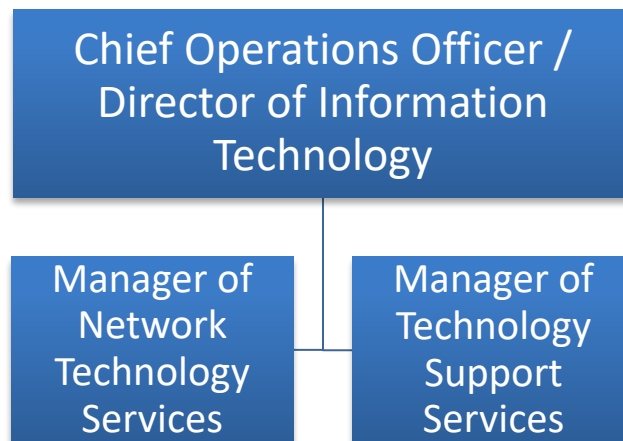 Chief Operations Officer /
Director of Information
Technology
Manager of
Network
Technology
Services
Manager of
Technology
Support
Services